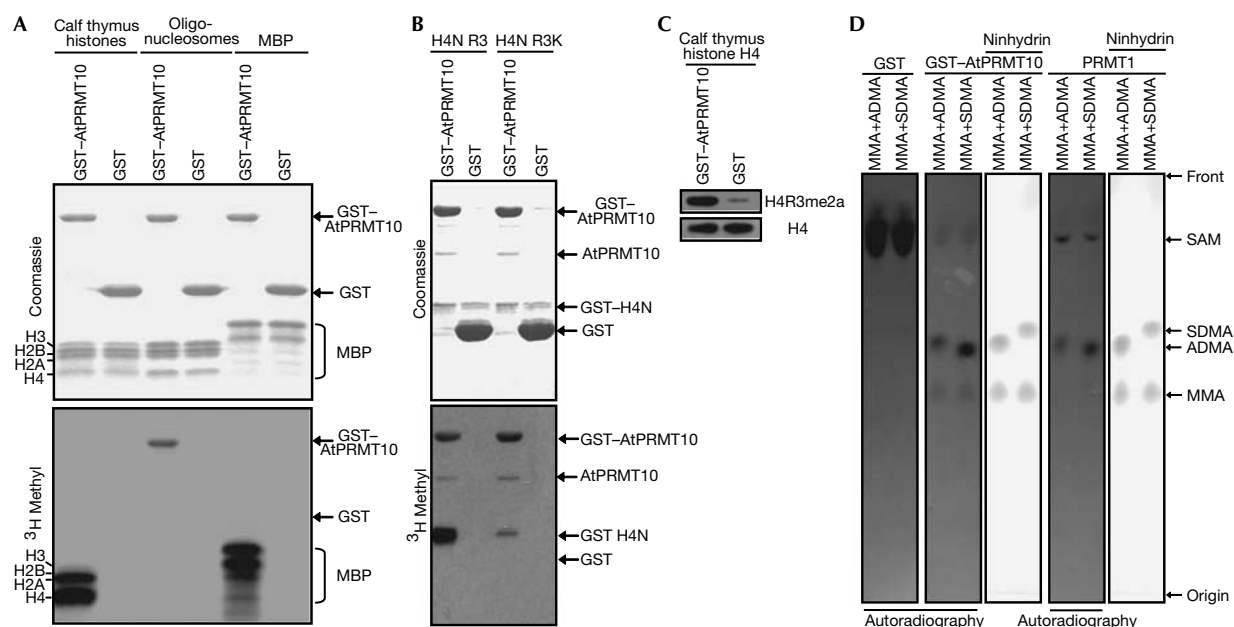 A
Calf thymus
histones
Oligo-
nucleosomes
MBP
GST–AtPRMT10
GST
GST–AtPRMT10
GST
GST–AtPRMT10
GST
Coomassie
GST–
AtPRMT10
GST
H3
H2B
H2A
H4
MBP
3H Methyl
GST–
AtPRMT10
GST
H3
H2B
H2A
H4
MBP
B
H4N R3
H4N R3K
GST–AtPRMT10
GST
GST–AtPRMT10
GST
Coomassie
GST–
AtPRMT10
AtPRMT10
GST–H4N
GST
3H Methyl
GST–AtPRMT10
AtPRMT10
GST H4N
GST
C
Calf thymus
histone H4
GST–AtPRMT10
GST
H4R3me2a
H4
D
Ninhydrin
Ninhydrin
GST
GST–AtPRMT10
PRMT1
MMA+ADMA
MMA+SDMA
MMA+ADMA
MMA+SDMA
MMA+ADMA
MMA+SDMA
MMA+ADMA
MMA+SDMA
MMA+ADMA
MMA+SDMA
Front
SAM
SDMA
ADMA
MMA
Origin
Autoradiography
Autoradiography